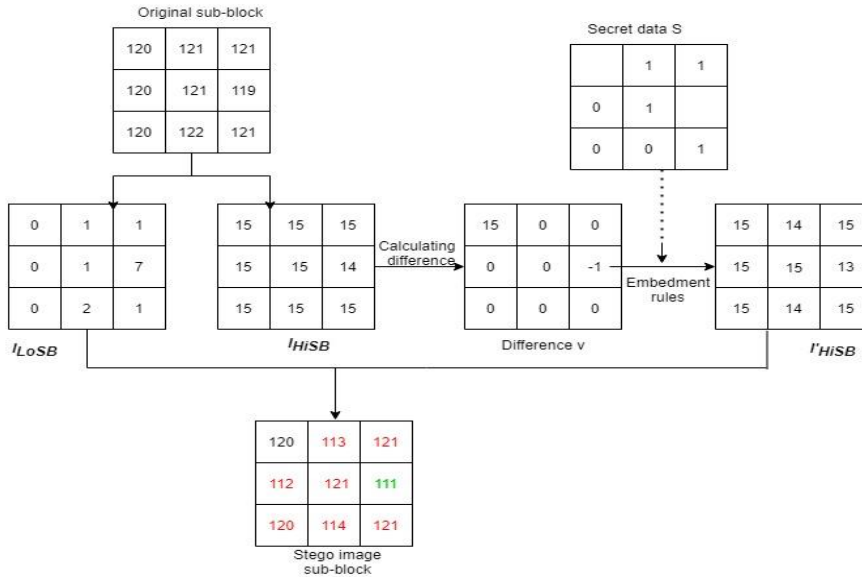 Original sub-block
120 121 121
120 121 119
120 122 121
Secret data S
1 1
0 1
0 0 1
0 1 1
0 1 7
0 2 1
I_LoSB
15 15 15
15 15 14
15 15 15
I_HiSB
Calculating
difference
15 0 0
0 0 -1
0 0 0
Difference v
Embedment
rules
15 14 15
15 15 13
15 14 15
I'_HiSB
120 113 121
112 121 111
120 114 121
Stego image
sub-block